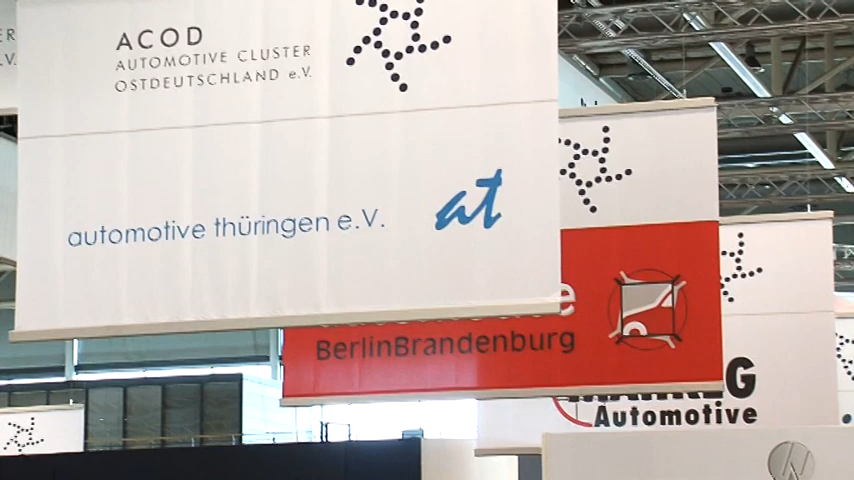 ACOD
AUTOMOTIVE CLUSTER
OSTDEUTSCHLAND e.V.
automotive thüringen e.V.
at
BerlinBrandenburg
Automotive